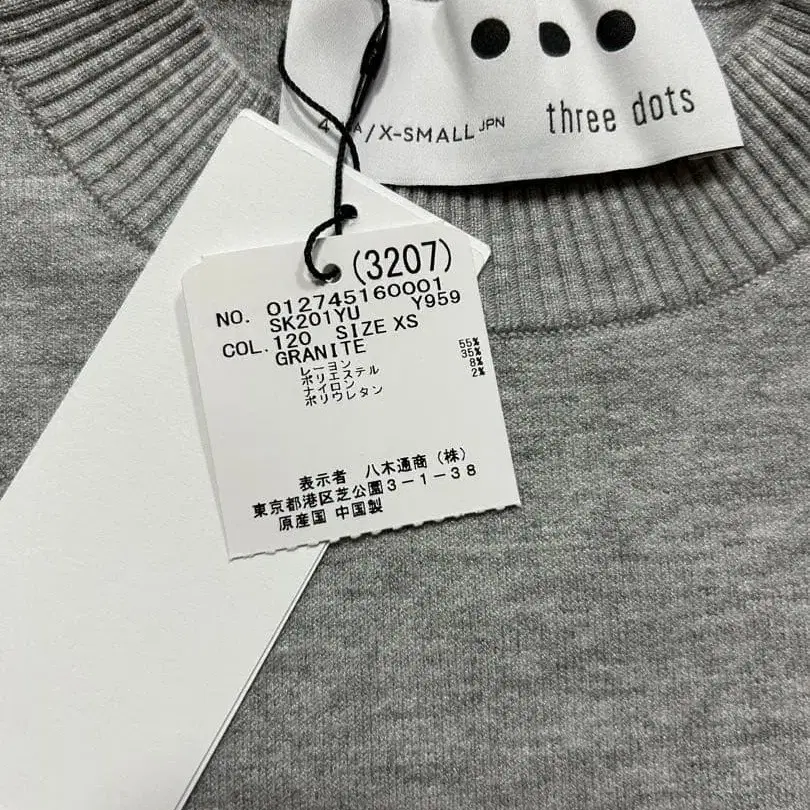 /X-SMALL JPN
three dots
(3207)
NO. 012745160001
SK201YU Y959
COL. 120 SIZE XS
GRANITE
レーヨン 55%
ポリエステル 35%
ナイロン 8%
ポリウレタン 2%
表示者 八木通商(株)
東京都港区芝公園3-1-38
原産国 中国製